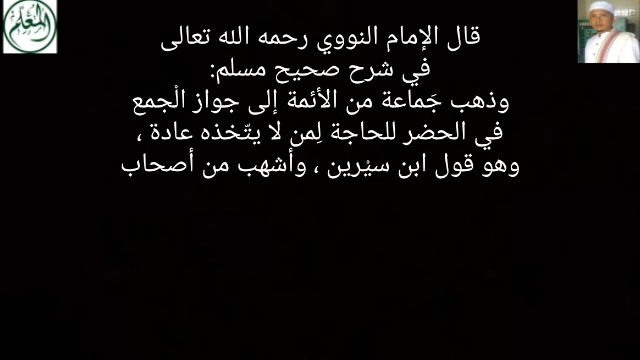 المعلم
قال الإمام النووي رحمه الله تعالى
في شرح صحيح مسلم:
وذهب جَماعة من الأئمة إلى جواز الْجمع
في الحضر للحاجة لِمن لا يتّخذه عادة ،
وهو قول ابن سيْرين ، وأشهب من أصحاب